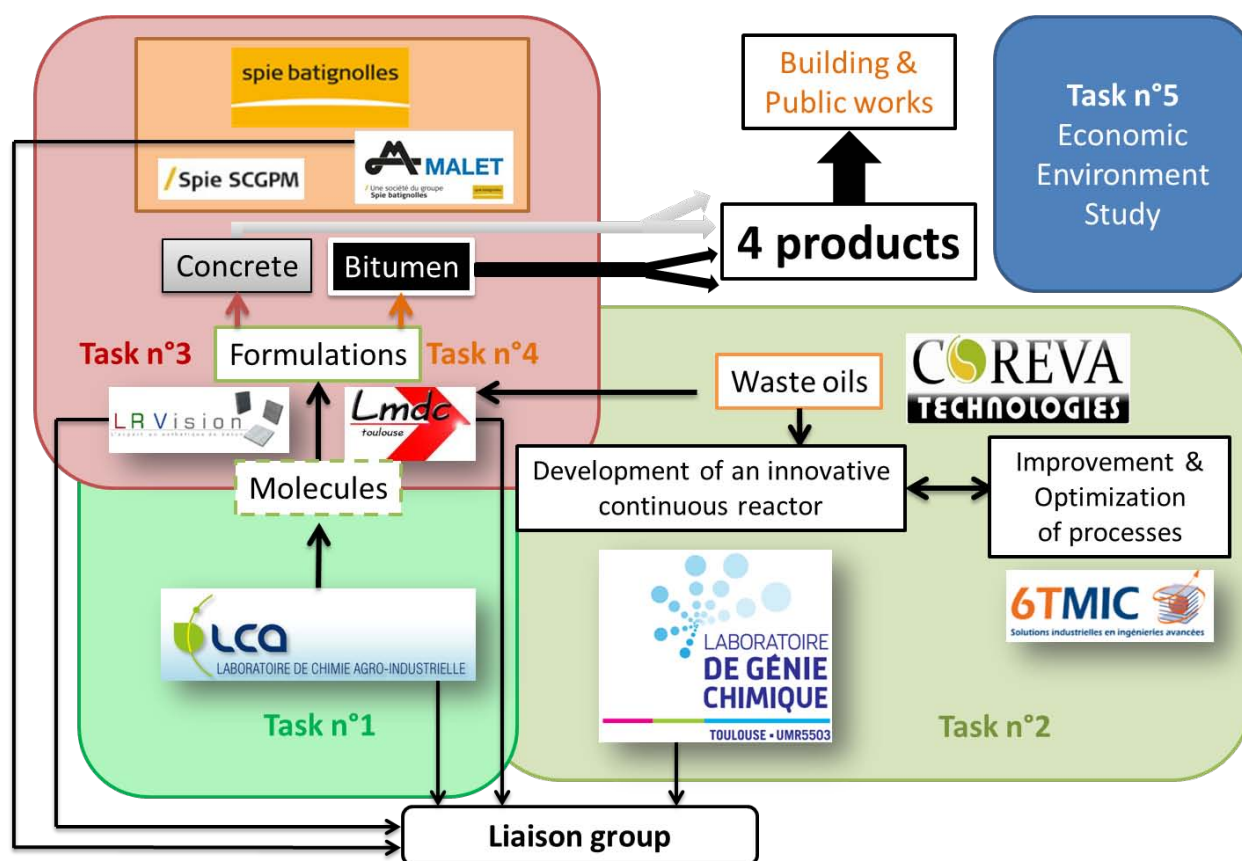 spie batignolles
/ Spie SCGPM
MALET
/ Une société du groupe
Spie batignolles
Building &
Public works
Task n°5
Economic
Environment
Study
Concrete
Bitumen
4 products
Task n°3
Formulations
Task n°4
LR Vision
Lmdc
toulouse
Waste oils
COREVA
TECHNOLOGIES
Molecules
Development of an innovative
continuous reactor
Improvement &
Optimization
of processes
LCA
LABORATOIRE DE CHIMIE AGRO-INDUSTRIELLE
LABORATOIRE
DE GÉNIE
CHIMIQUE
TOULOUSE • UMR5503
6TMIC
Solutions industrielles en ingénieries avancées
Task n°1
Task n°2
Liaison group